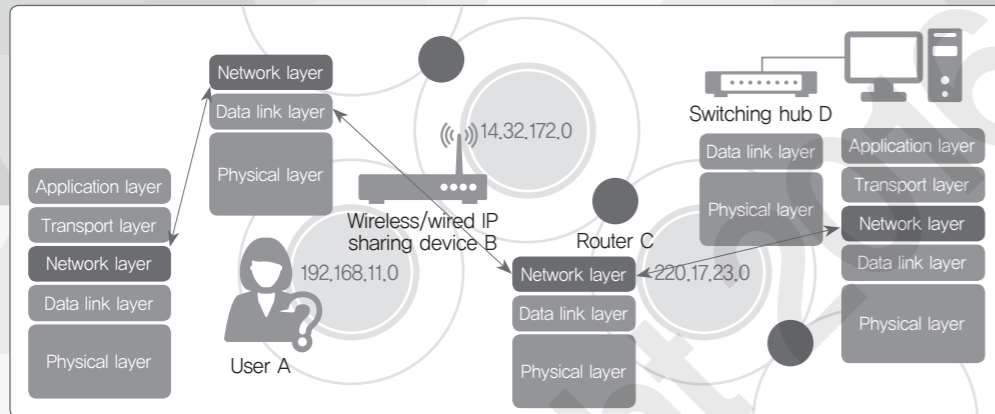 Network layer
Data link layer
Physical layer
Application layer
Transport layer
Network layer
Data link layer
Physical layer
User A
192.168.11.0
14.32.172.0
Wireless/wired IP
sharing device B
Router C
Network layer
Data link layer
Physical layer
220.17.23.0
Switching hub D
Data link layer
Physical layer
Application layer
Transport layer
Network layer
Data link layer
Physical layer